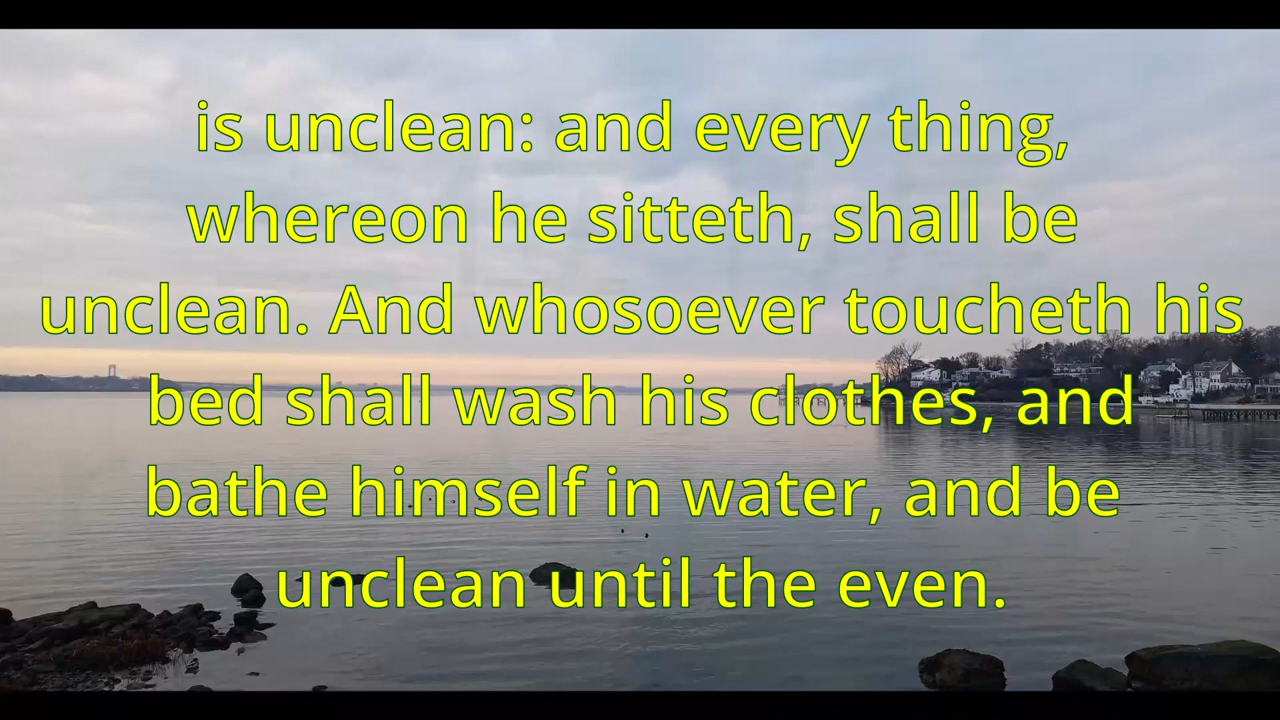 is unclean: and every thing,
whereon he sitteth, shall be
unclean. And whosoever toucheth his
bed shall wash his clothes, and
bathe himself in water, and be
unclean until the even.